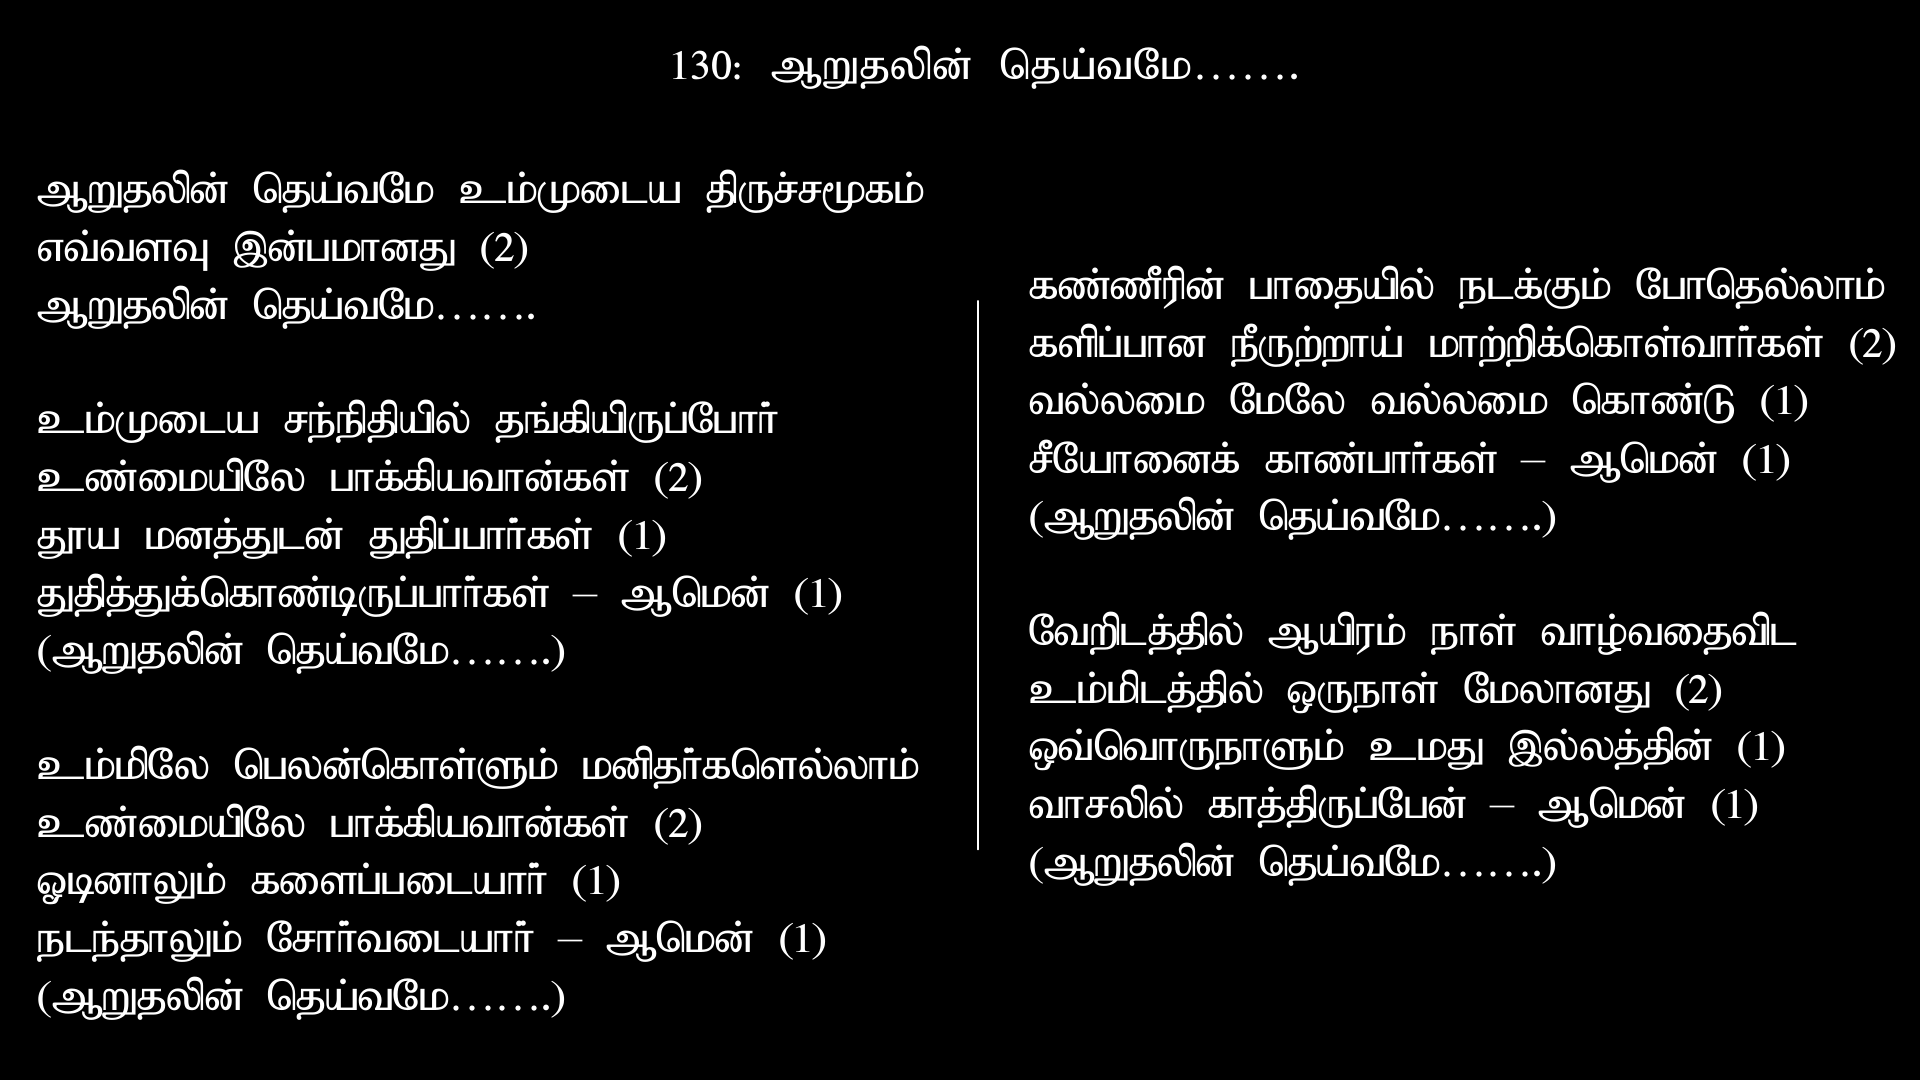 130: ஆறுதலின் தெய்வமே…….
ஆறுதலின் தெய்வமே உம்முடைய திருச்சமூகம்
எவ்வளவு இன்பமானது (2)
ஆறுதலின் தெய்வமே…….
உம்முடைய சந்நிதியில் தங்கியிருப்போர்
உண்மையிலே பாக்கியவான்கள் (2)
தூய மனத்துடன் துதிப்பார்கள் (1)
துதித்துக்கொண்டிருப்பார்கள் – ஆமென் (1)
(ஆறுதலின் தெய்வமே…….)
உம்மிலே பெலன்கொள்ளும் மனிதர்களெல்லாம்
உண்மையிலே பாக்கியவான்கள் (2)
ஓடினாலும் களைப்படையார் (1)
நடந்தாலும் சோர்வடையார் – ஆமென் (1)
(ஆறுதலின் தெய்வமே…….)
கண்ணீரின் பாதையில் நடக்கும் போதெல்லாம்
களிப்பான நீருற்றாய் மாற்றிக்கொள்வார்கள் (2)
வல்லமை மேலே வல்லமை கொண்டு (1)
சீயோனைக் காண்பார்கள் – ஆமென் (1)
(ஆறுதலின் தெய்வமே…….)
வேறிடத்தில் ஆயிரம் நாள் வாழ்வதைவிட
உம்மிடத்தில் ஒருநாள் மேலானது (2)
ஒவ்வொருநாளும் உமது இல்லத்தின் (1)
வாசலில் காத்திருப்பேன் – ஆமென் (1)
(ஆறுதலின் தெய்வமே…….)